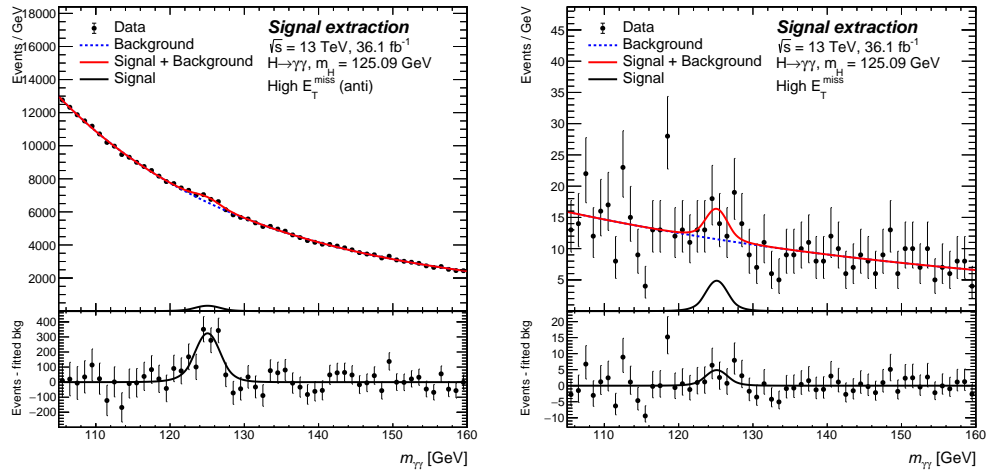 Events / GeV
18000
16000
14000
12000
10000
8000
6000
4000
2000
Data
Background
Signal + Background
Signal
Signal extraction
√s = 13 TeV, 36.1 fb⁻¹
H→γγ, m_H = 125.09 GeV
High E_T^miss (anti)
Events - fitted bkg
400
300
200
100
0
−100
−200
110 120 130 140 150 160
m_γγ [GeV]
Events / GeV
45
40
35
30
25
20
15
10
5
Data
Background
Signal + Background
Signal
Signal extraction
√s = 13 TeV, 36.1 fb⁻¹
H→γγ, m_H = 125.09 GeV
High E_T^miss
Events - fitted bkg
20
15
10
5
0
−5
−10
110 120 130 140 150 160
m_γγ [GeV]